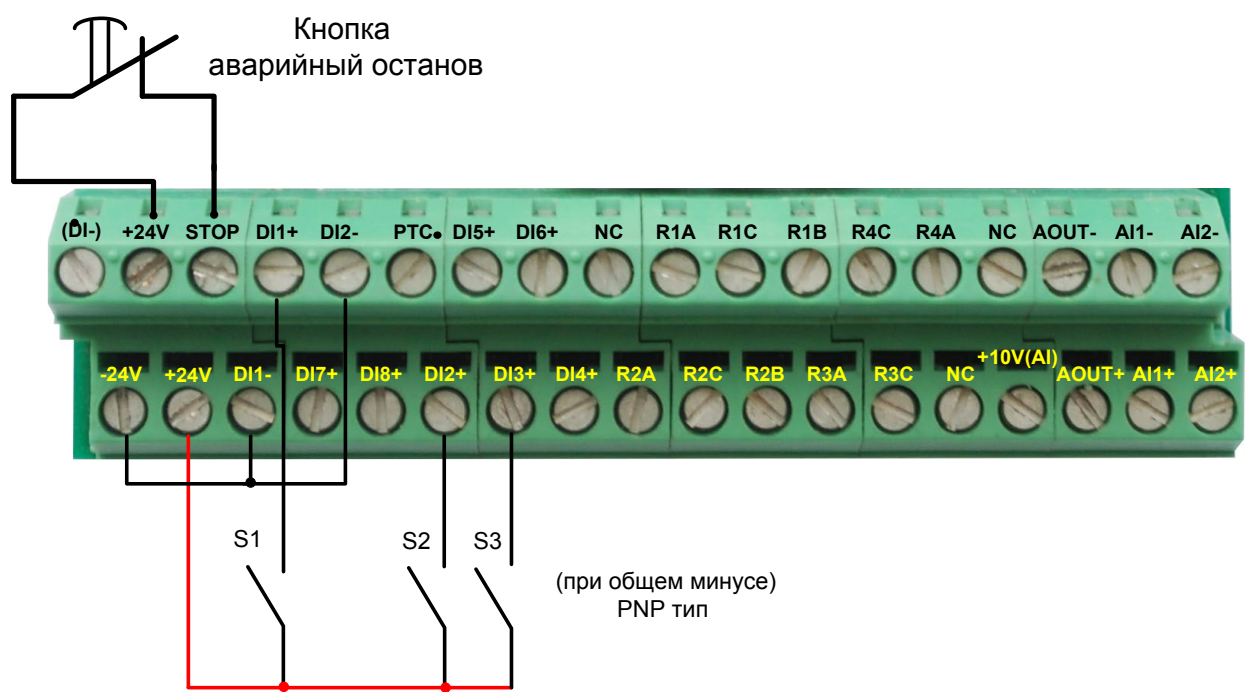 Кнопка
аварийный останов
(DI-) +24V STOP DI1+ DI2- PTC DI5+ DI6+ NC R1A R1C R1B R4C R4A NC AOUT- AI1- AI2-
-24V +24V DI1- DI7+ DI8+ DI2+ DI3+ DI4+ R2A R2C R2B R3A R3C NC +10V(AI) AOUT+ AI1+ AI2+
S1 S2 S3
(при общем минусе)
PNP тип